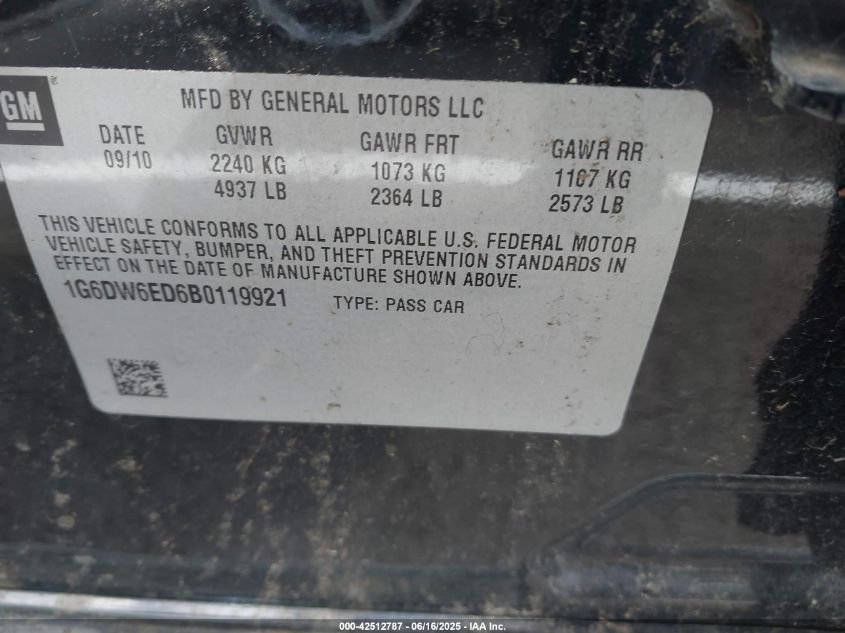 GM
®
MFD BY GENERAL MOTORS LLC
DATE GVWR GAWR FRT GAWR RR
09/10 2240 KG 1073 KG 1167 KG
4937 LB 2364 LB 2573 LB
THIS VEHICLE CONFORMS TO ALL APPLICABLE U.S. FEDERAL MOTOR
VEHICLE SAFETY, BUMPER, AND THEFT PREVENTION STANDARDS IN
EFFECT ON THE DATE OF MANUFACTURE SHOWN ABOVE.
1G6DW6ED6B0119921 TYPE: PASS CAR
000-42512787 - 06/16/2025 - IAA Inc.